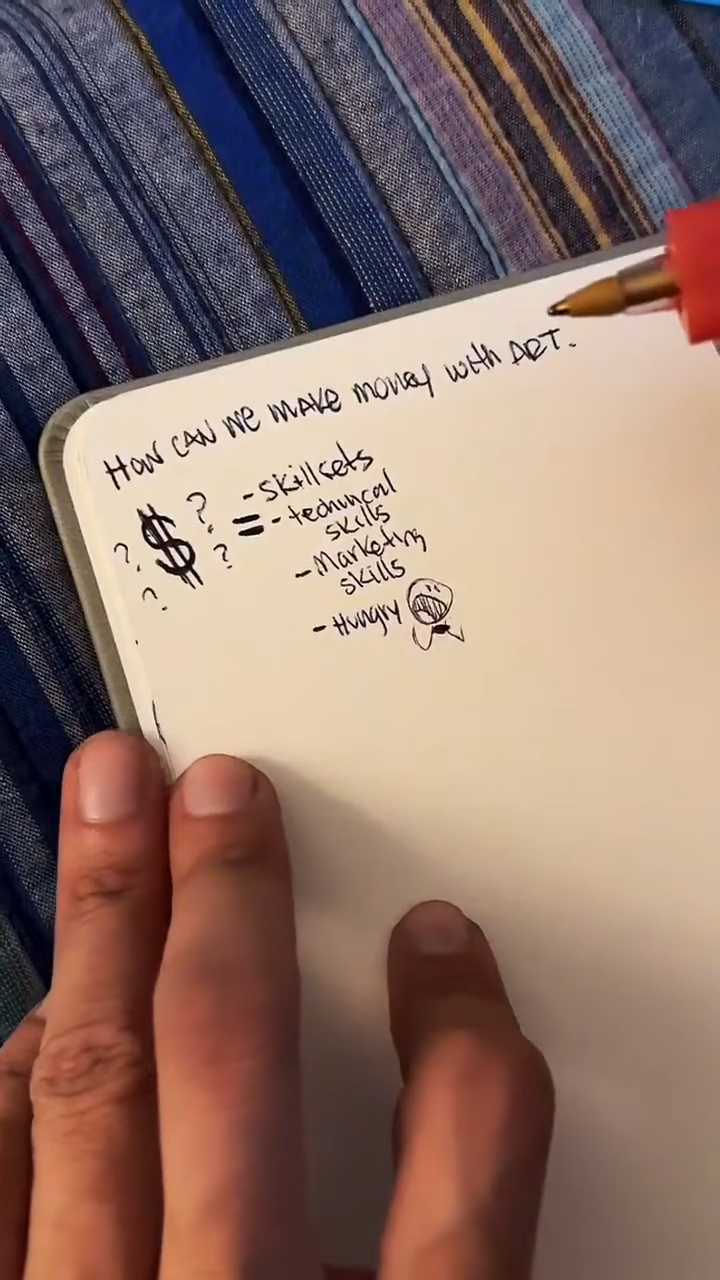 How CAN WE MAKE MONEY WITH ART.
? $ ? ? ? = - skillsets
- technical
skills
- Marketing
skills
- Hungry